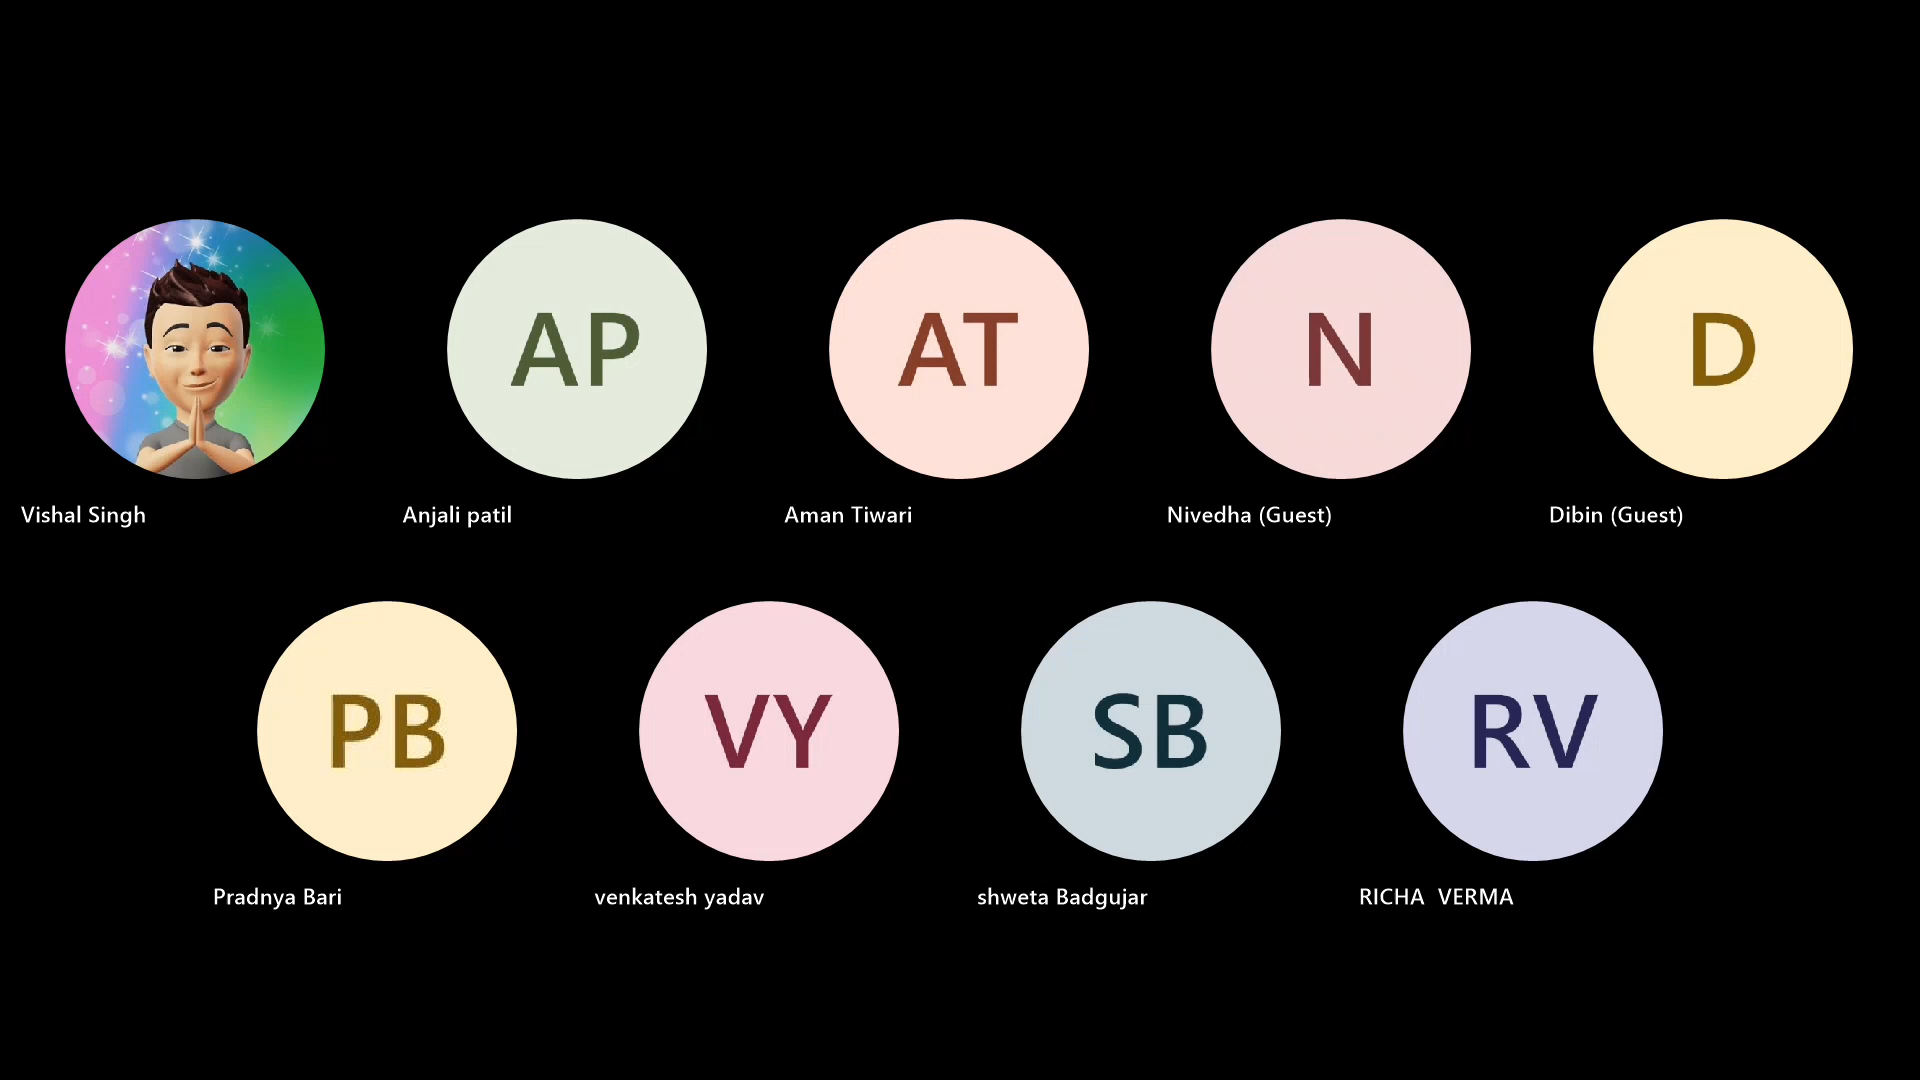 AP
AT
N
D
Vishal Singh
Anjali patil
Aman Tiwari
Nivedha (Guest)
Dibin (Guest)
PB
VY
SB
RV
Pradnya Bari
venkatesh yadav
shweta Badgujar
RICHA  VERMA